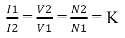 I1/I2 = V2/V1 = N2/N1 = K